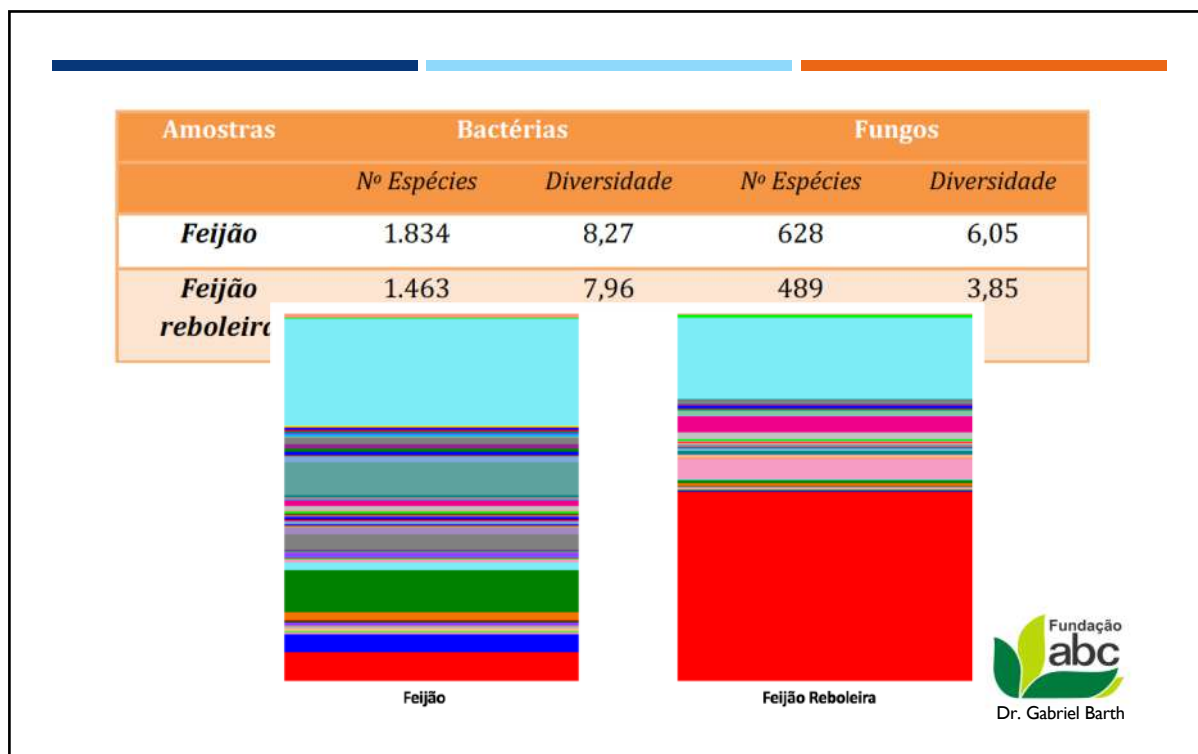 Amostras Bactérias Fungos
Nº Espécies Diversidade Nº Espécies Diversidade
Feijão 1.834 8,27 628 6,05
Feijão 1.463 7,96 489 3,85
reboleira
Feijão Feijão Reboleira
Fundação
abc
Dr. Gabriel Barth